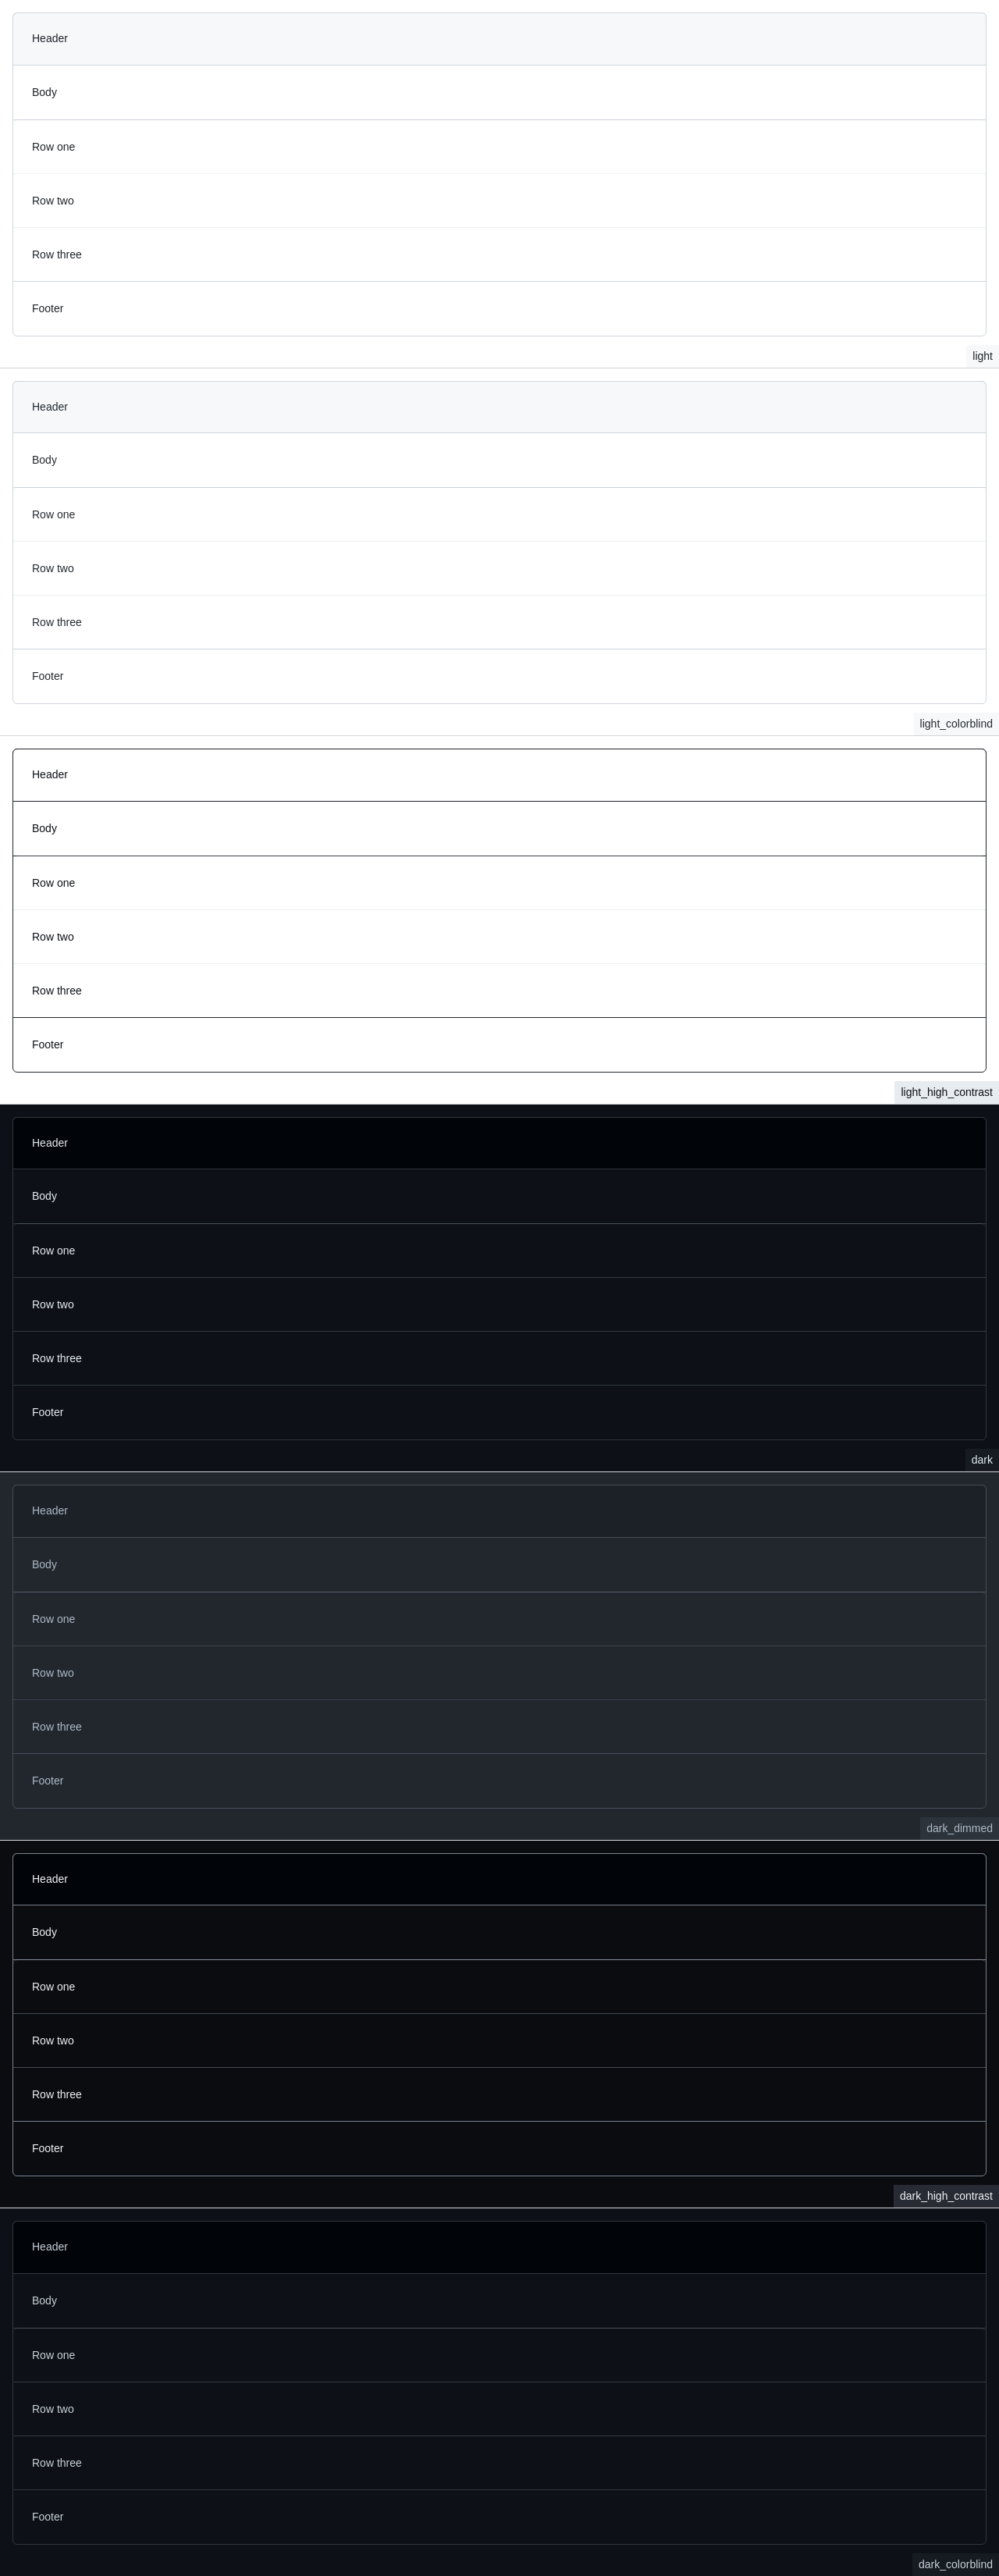 Header
Body
Row one
Row two
Row three
Footer
light
Header
Body
Row one
Row two
Row three
Footer
light_colorblind
Header
Body
Row one
Row two
Row three
Footer
light_high_contrast
Header
Body
Row one
Row two
Row three
Footer
dark
Header
Body
Row one
Row two
Row three
Footer
dark_dimmed
Header
Body
Row one
Row two
Row three
Footer
dark_high_contrast
Header
Body
Row one
Row two
Row three
Footer
dark_colorblind